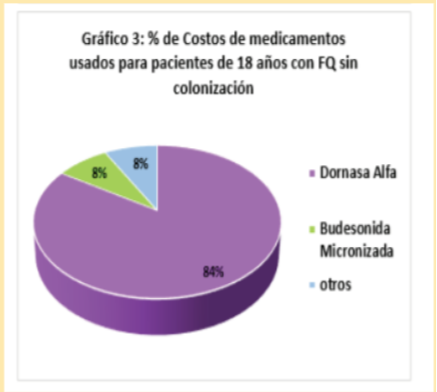 Gráfico 3: % de Costos de medicamentos
usados para pacientes de 18 años con FQ sin
colonización
8%
8%
84%
Dornasa Alfa
Budesonida
Micronizada
otros